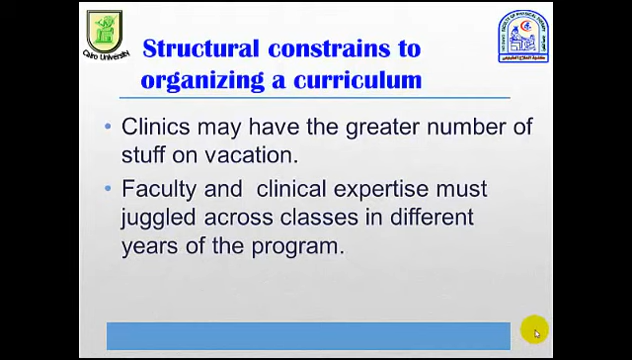 Structural constrains to
organizing a curriculum
Cairo University
• Clinics may have the greater number of
stuff on vacation.
• Faculty and clinical expertise must
juggled across classes in different
years of the program.